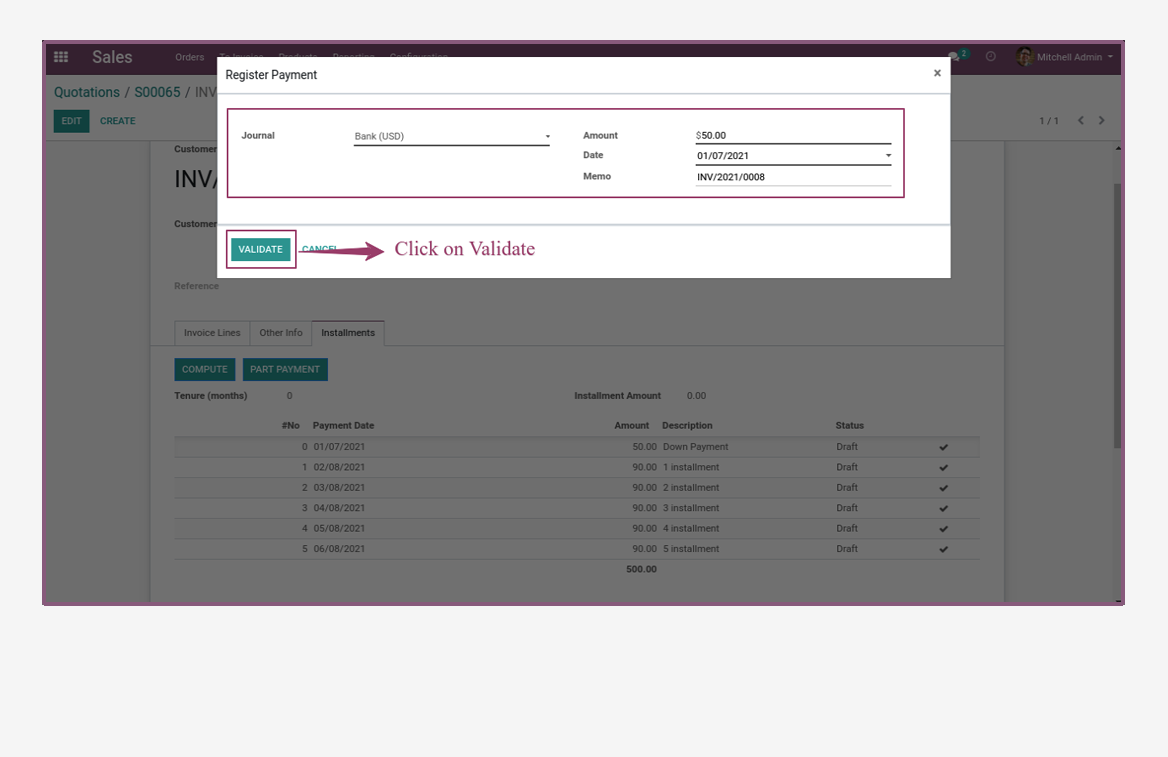 Sales Orders To Invoice Products Reporting Configuration 2 Mitchell Admin
Register Payment ×
Quotations / S00065 / INV
EDIT CREATE 1 / 1
Journal Bank (USD) Amount $50.00
Date 01/07/2021
Memo INV/2021/0008
Customer
INV/
Customer
VALIDATE CANCEL Click on Validate
Reference
Invoice Lines Other Info Installments
COMPUTE PART PAYMENT
Tenure (months) 0 Installment Amount 0.00
#No Payment Date Amount Description Status
0 01/07/2021 50.00 Down Payment Draft
1 02/08/2021 90.00 1 installment Draft
2 03/08/2021 90.00 2 installment Draft
3 04/08/2021 90.00 3 installment Draft
4 05/08/2021 90.00 4 installment Draft
5 06/08/2021 90.00 5 installment Draft
500.00